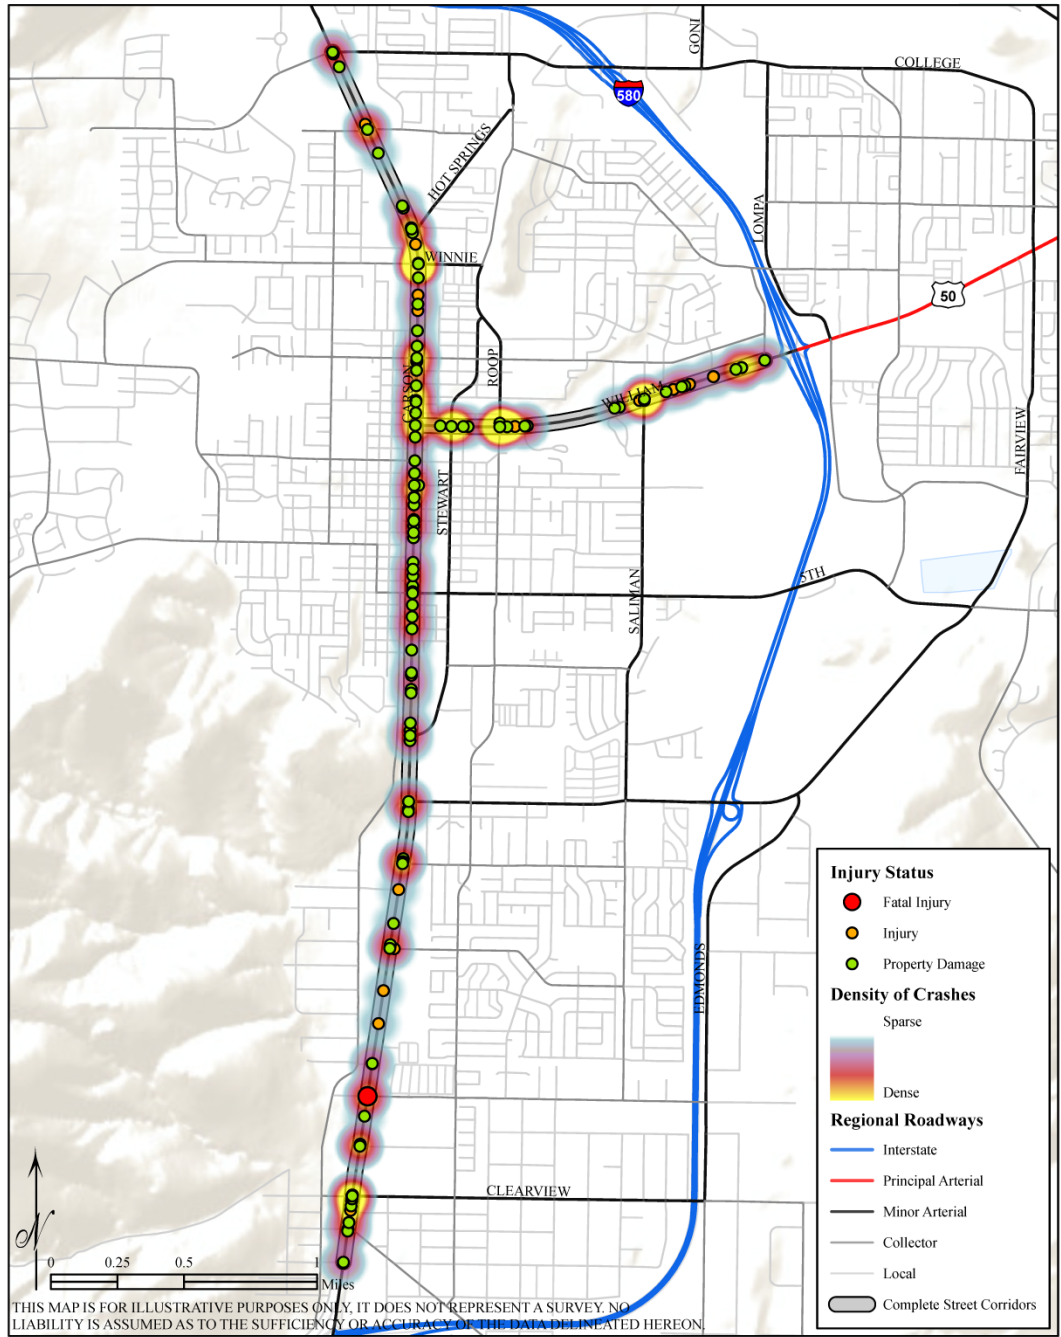 GONI
COLLEGE
580
HOT SPRINGS
LOMPA
WINNIE
50
ROOP
CARSON
WILLIAM
FAIRVIEW
STEWART
5TH
SALIMAN
EDMONDS
CLEARVIEW
Injury Status
Fatal Injury
Injury
Property Damage
Density of Crashes
Sparse
Dense
Regional Roadways
Interstate
Principal Arterial
Minor Arterial
Collector
Local
Complete Street Corridors
N
0 0.25 0.5 1
Miles
THIS MAP IS FOR ILLUSTRATIVE PURPOSES ONLY, IT DOES NOT REPRESENT A SURVEY. NO
LIABILITY IS ASSUMED AS TO THE SUFFICIENCY OR ACCURACY OF THE DATA DELINEATED HEREON.